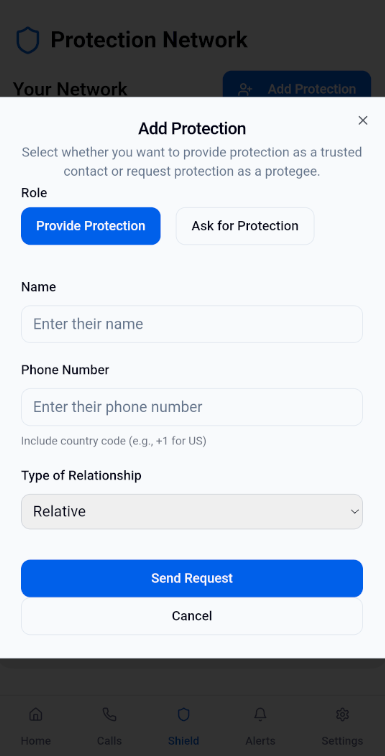 Protection Network
Your Network
Add Protection
Add Protection
Select whether you want to provide protection as a trusted
contact or request protection as a protegee.
Role
Provide Protection
Ask for Protection
Name
Enter their name
Phone Number
Enter their phone number
Include country code (e.g., +1 for US)
Type of Relationship
Relative
Send Request
Cancel
Home
Calls
Shield
Alerts
Settings